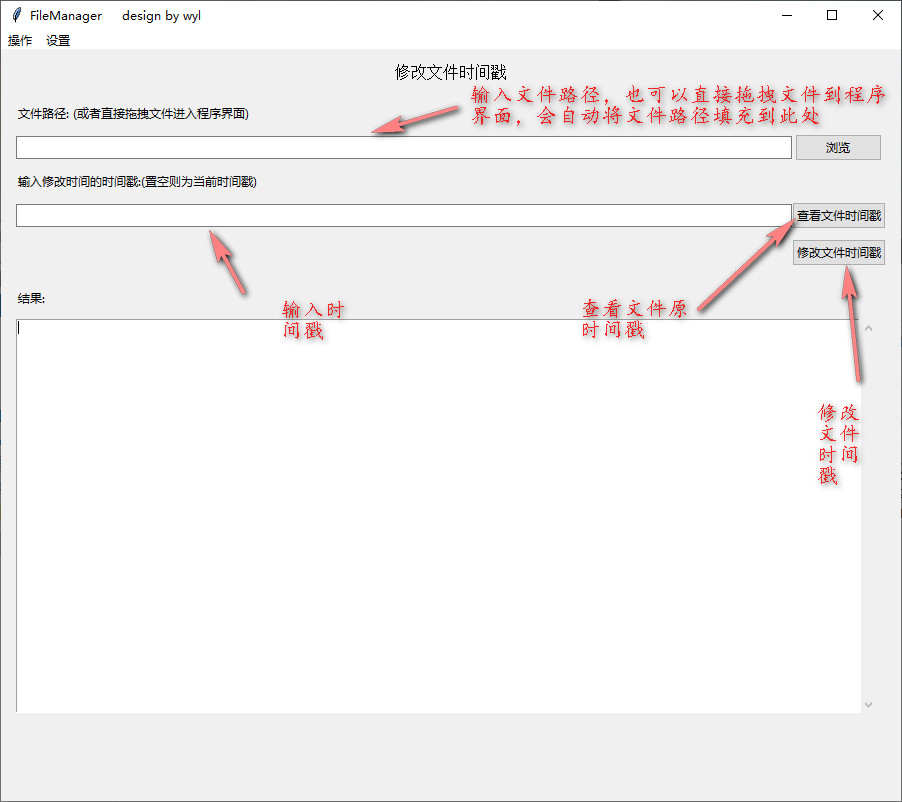 FileManager design by wyl
操作 设置
修改文件时间戳
输入文件路径，也可以直接拖拽文件到程序
界面，会自动将文件路径填充到此处
文件路径: (或者直接拖拽文件进入程序界面)
浏览
输入修改时间的时间戳:(置空则为当前时间戳)
查看文件时间戳
修改文件时间戳
结果:
输入时
间戳
查看文件原
时间戳
修改
文件
时间
戳